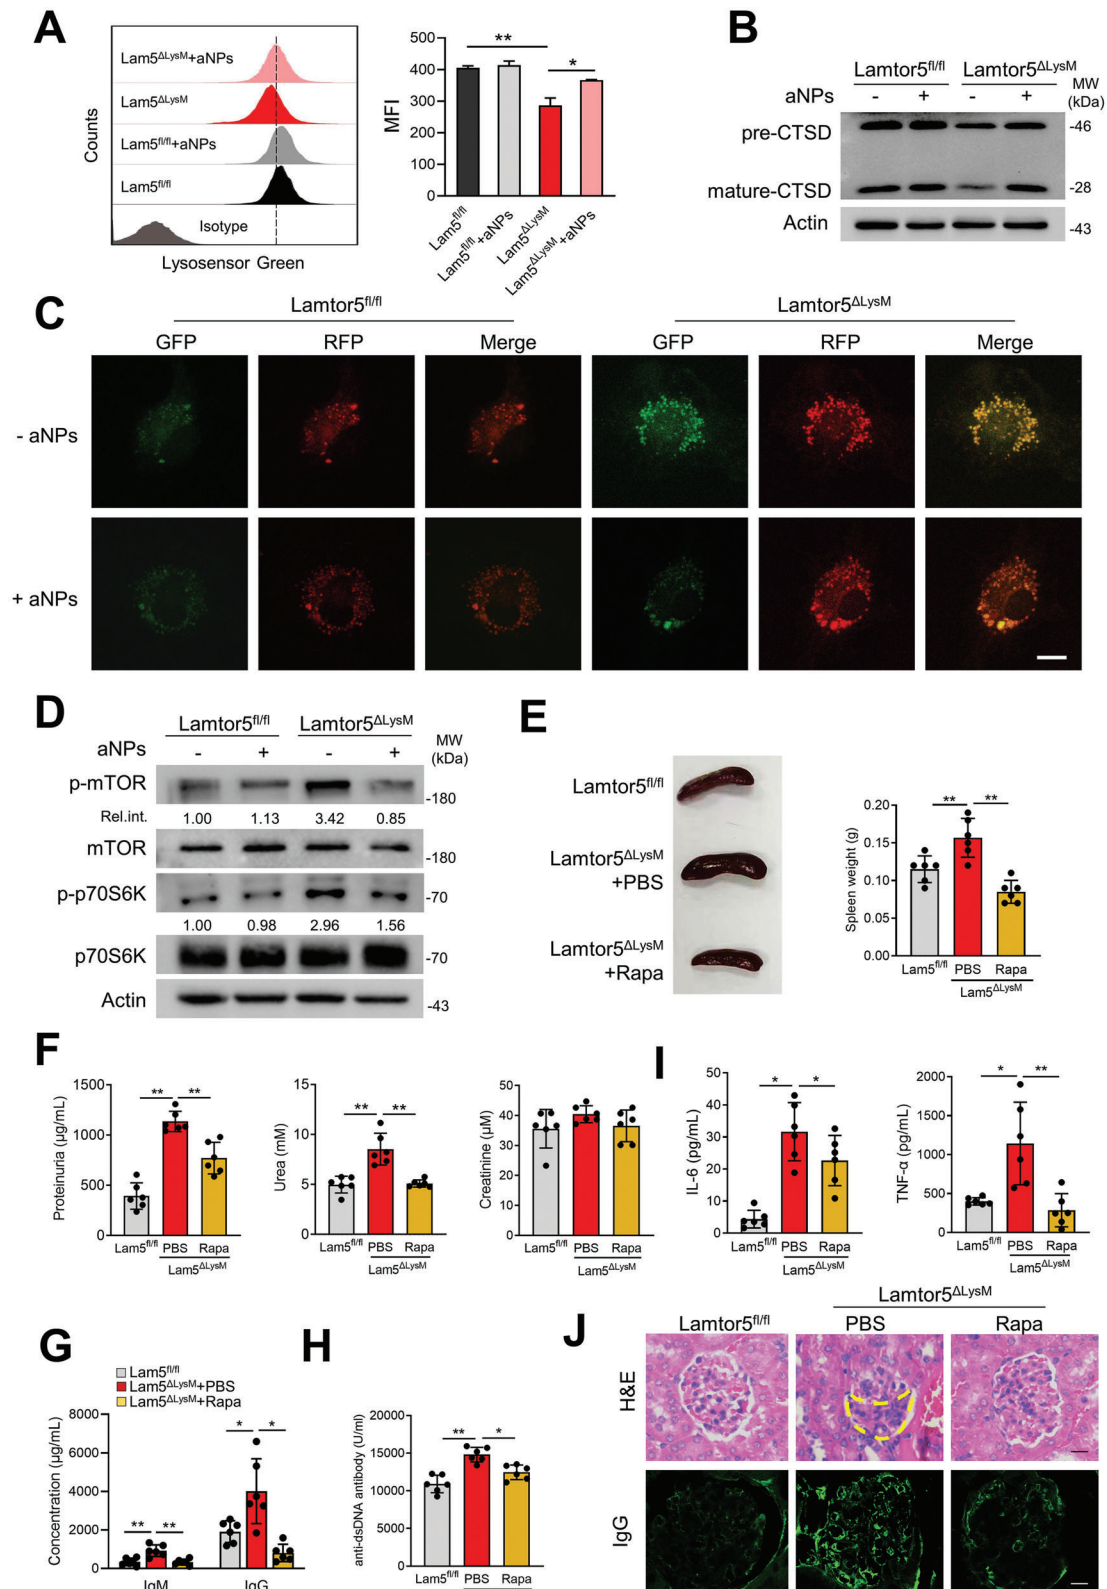 A
Lam5ΔLysM+aNPs
Lam5ΔLysM
Lam5fl/fl+aNPs
Lam5fl/fl
Isotype
Counts
Lysosensor Green
MFI
500
400
300
200
100
0
**
*
Lam5fl/fl
Lam5fl/fl+aNPs
Lam5ΔLysM
Lam5ΔLysM+aNPs
B
Lamtor5fl/fl Lamtor5ΔLysM
MW
(kDa)
aNPs - + - +
pre-CTSD -46
mature-CTSD -28
Actin -43
C
Lamtor5fl/fl Lamtor5ΔLysM
GFP RFP Merge GFP RFP Merge
- aNPs
+ aNPs
D
Lamtor5fl/fl Lamtor5ΔLysM
MW
(kDa)
aNPs - + - +
p-mTOR -180
Rel.int. 1.00 1.13 3.42 0.85
mTOR -180
p-p70S6K -70
1.00 0.98 2.96 1.56
p70S6K -70
Actin -43
E
Lamtor5fl/fl
Lamtor5ΔLysM
+PBS
Lamtor5ΔLysM
+Rapa
Spleen weight (g)
0.20
0.15
0.10
0.05
0.00
** **
Lam5fl/fl PBS Rapa
Lam5ΔLysM
F
Proteinuria (µg/mL)
1500
1000
500
0
** **
Lam5fl/fl PBS Rapa
Lam5ΔLysM
Urea (mM)
15
10
5
0
** **
Lam5fl/fl PBS Rapa
Lam5ΔLysM
Creatinine (µM)
50
40
30
20
10
0
Lam5fl/fl PBS Rapa
Lam5ΔLysM
I
IL-6 (pg/mL)
50
40
30
20
10
0
* *
Lam5fl/fl PBS Rapa
Lam5ΔLysM
TNF-α (pg/mL)
2000
1500
1000
500
0
* **
Lam5fl/fl PBS Rapa
Lam5ΔLysM
G
Lam5fl/fl
Lam5ΔLysM+PBS
Lam5ΔLysM+Rapa
Concentration (µg/mL)
8000
6000
4000
2000
0
** ** * *
IgM IgG
H
anti-dsDNA antibody (U/ml)
20000
15000
10000
5000
0
** *
Lam5fl/fl PBS Rapa
J
Lamtor5ΔLysM
Lamtor5fl/fl PBS Rapa
H&E
IgG